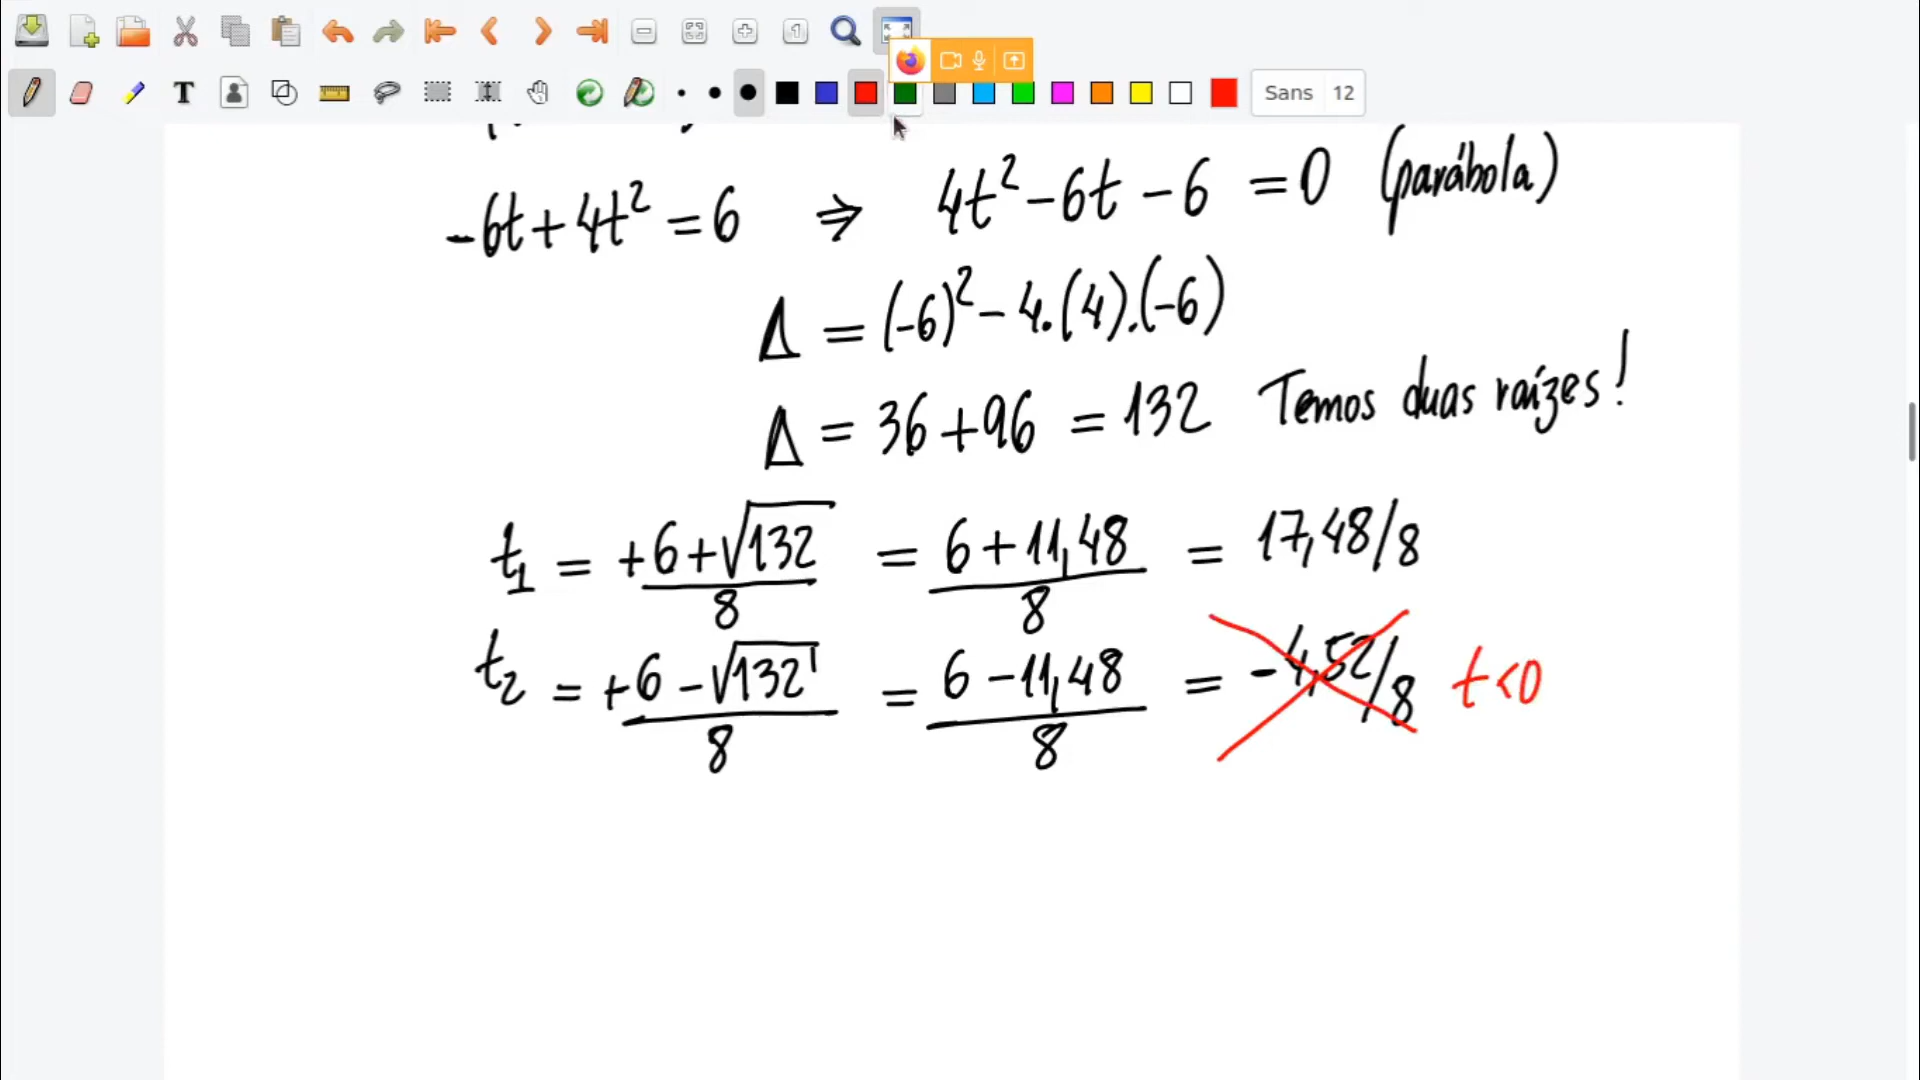 Sans 12
-6t + 4t² = 6 ⇒ 4t² - 6t - 6 = 0 (parábola)
Δ = (-6)² - 4.(4).(-6)
Δ = 36 + 96 = 132 Temos duas raízes!
t₁ = +6 + √132 / 8 = 6 + 11,48 / 8 = 17,48/8
t₂ = +6 - √132 / 8 = 6 - 11,48 / 8 = -4,52/8 t<0